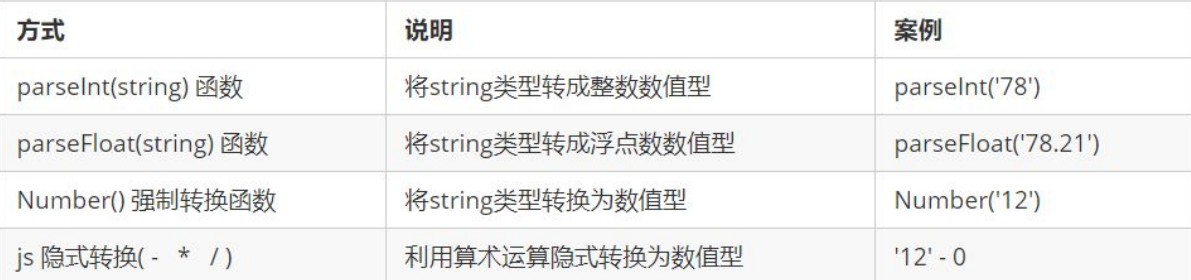 方式 说明 案例
parseInt(string) 函数 将string类型转成整数数值型 parseInt('78')
parseFloat(string) 函数 将string类型转成浮点数数值型 parseFloat('78.21')
Number() 强制转换函数 将string类型转换为数值型 Number('12')
js 隐式转换( - * / ) 利用算术运算隐式转换为数值型 '12' - 0